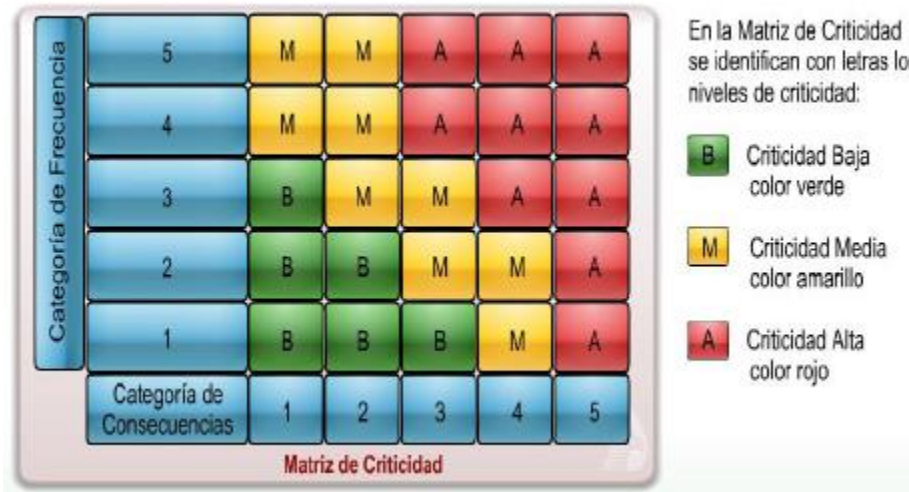 Categoría de Frecuencia
5 M M A A A
4 M M A A A
3 B M M A A
2 B B M M A
1 B B B M A
Categoría de
Consecuencias 1 2 3 4 5
Matriz de Criticidad
En la Matriz de Criticidad
se identifican con letras lo
niveles de criticidad:
B Criticidad Baja
color verde
M Criticidad Media
color amarillo
A Criticidad Alta
color rojo